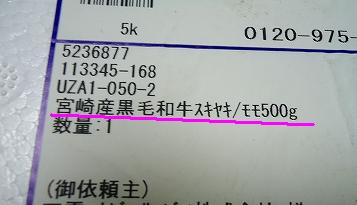 5k
0120-975-
5236877
113345-168
UZA1-050-2
宮崎産黒毛和牛ｽｷﾔｷ/ﾓﾓ500g
数量:1
(御依頼主)